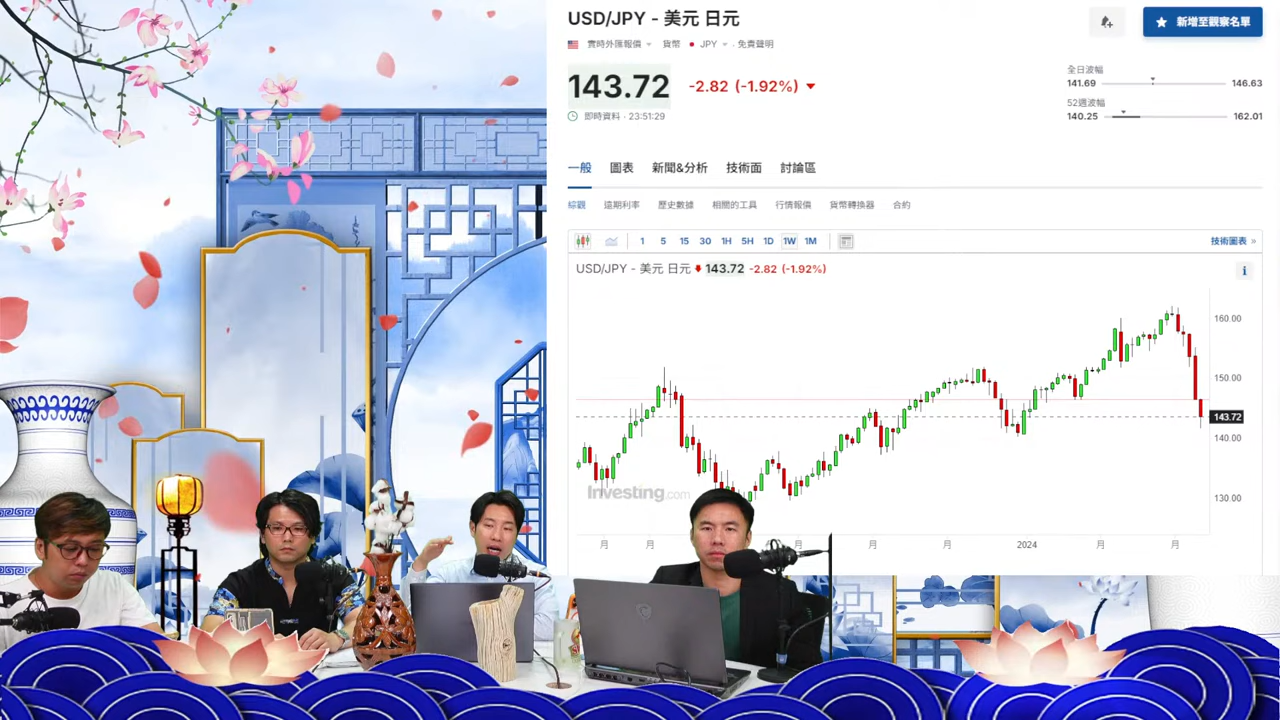 USD/JPY - 美元 日元
新增至觀察名單
實時外匯報價 貨幣 JPY 免責聲明
143.72 -2.82 (-1.92%)
即時資料 · 23:51:29
全日波幅
141.69 146.63
52週波幅
140.25 162.01
一般 圖表 新聞&分析 技術面 討論區
綜觀 遠期利率 歷史數據 相關的工具 行情報價 貨幣轉換器 合約
1 5 15 30 1H 5H 1D 1W 1M
技術圖表 »
USD/JPY - 美元 日元 143.72 -2.82 (-1.92%)
160.00
150.00
143.72
140.00
130.00
Investing.com
月 月 月 月 月 2024 月 月